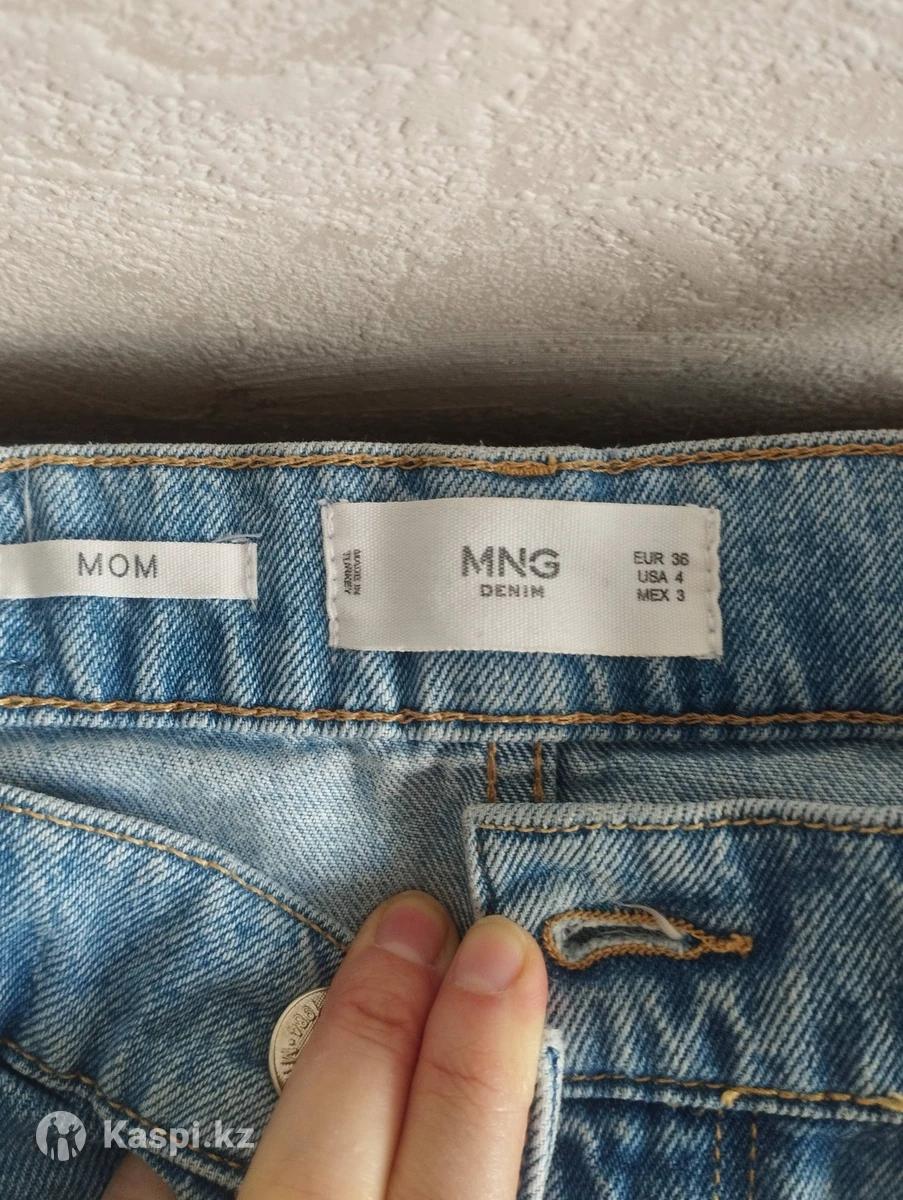 MOM
MADE IN
TURKEY
MNG
DENIM
EUR 36
USA 4
MEX 3
Kaspi.kz